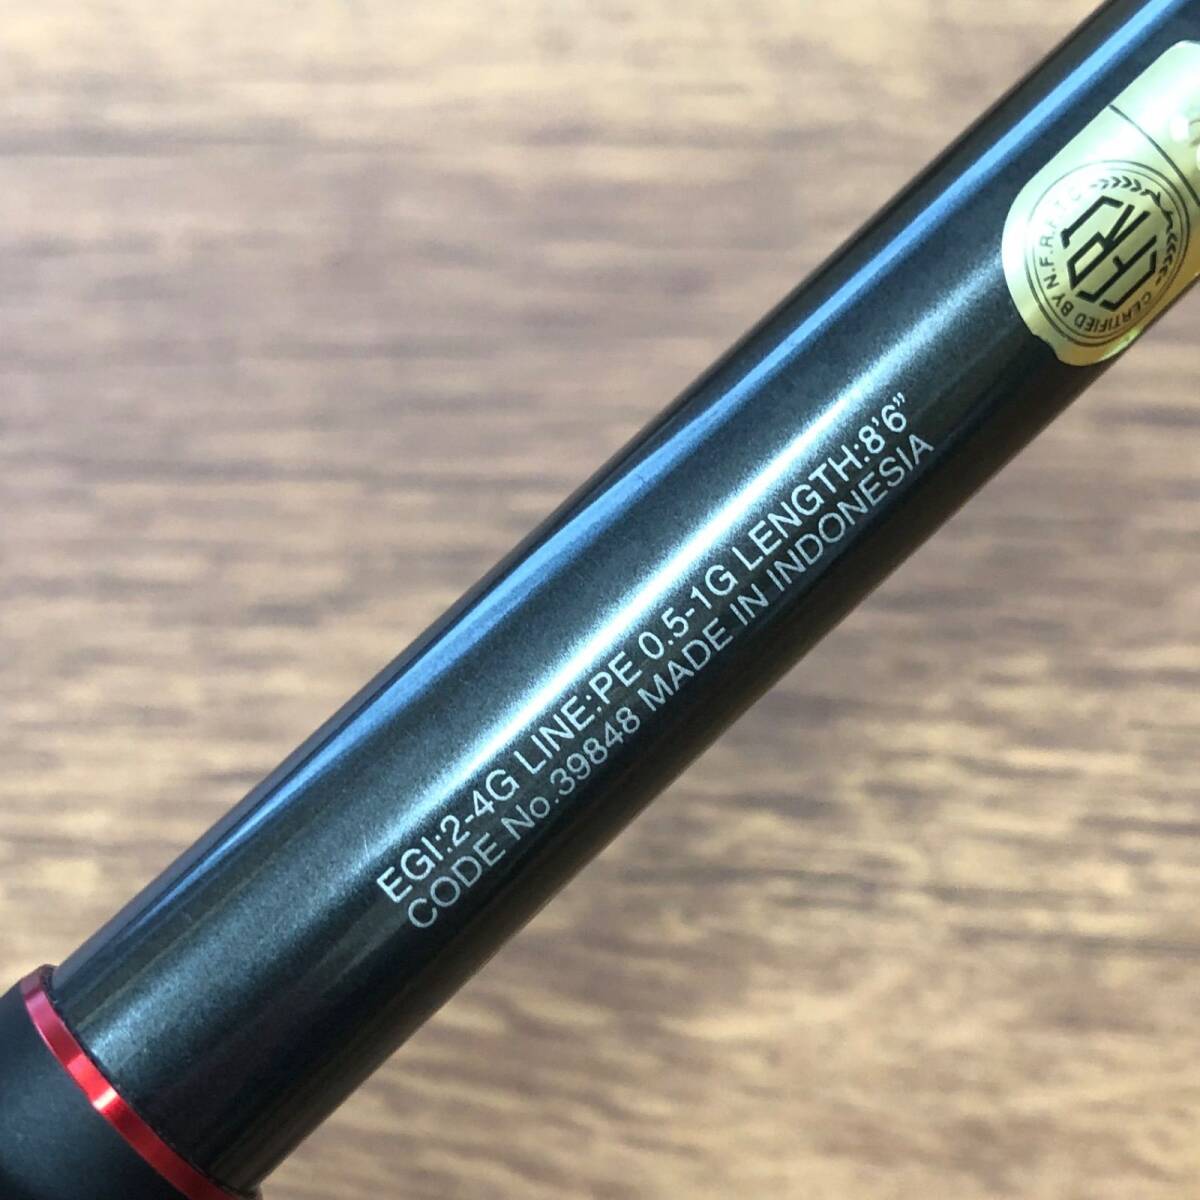 EGI:2-4G LINE:PE 0.5-1G LENGTH:8'6"
CODE No.39848 MADE IN INDONESIA
CERTIFIED BY N.F.R.F.T.C.
CFRC